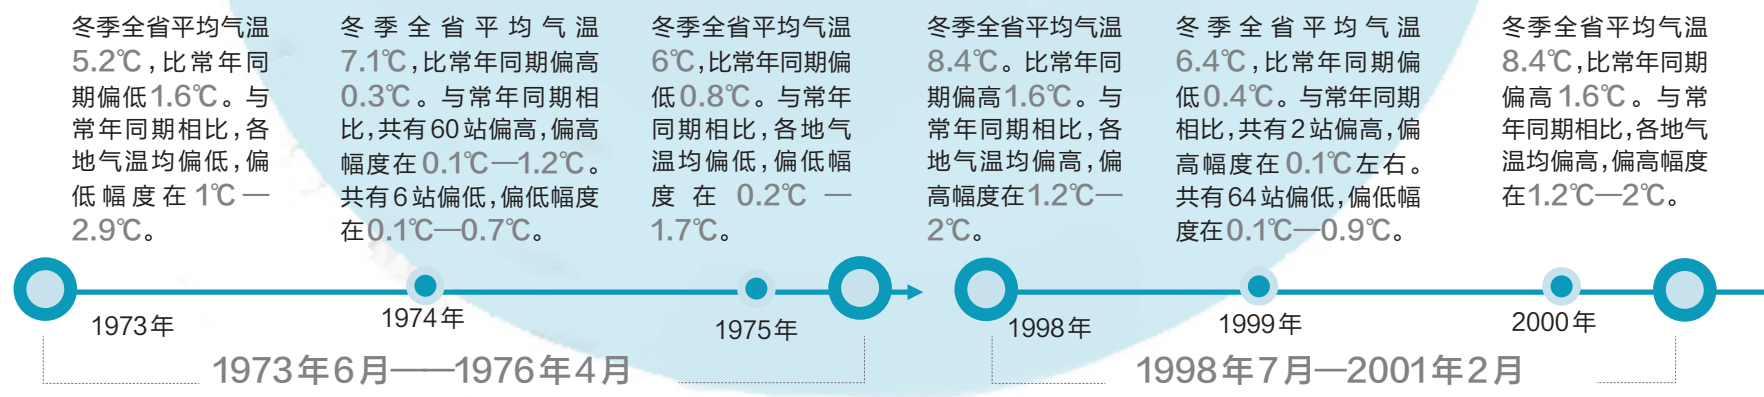 冬季全省平均气温
5.2℃,比常年同
期偏低1.6℃。与
常年同期相比,各
地气温均偏低,偏
低幅度在1℃—
2.9℃。
冬季全省平均气温
7.1℃,比常年同期偏高
0.3℃。与常年同期相
比,共有60站偏高,偏高
幅度在0.1℃—1.2℃。
共有6站偏低,偏低幅度
在0.1℃—0.7℃。
冬季全省平均气温
6℃,比常年同期偏
低0.8℃。与常年
同期相比,各地气
温均偏低,偏低幅
度在0.2℃—
1.7℃。
冬季全省平均气温
8.4℃。比常年同
期偏高1.6℃。与
常年同期相比,各
地气温均偏高,偏
高幅度在1.2℃—
2℃。
冬季全省平均气温
6.4℃,比常年同期偏
低0.4℃。与常年同期
相比,共有2站偏高,偏
高幅度在0.1℃左右。
共有64站偏低,偏低幅
度在0.1℃—0.9℃。
冬季全省平均气温
8.4℃,比常年同期
偏高1.6℃。与常
年同期相比,各地气
温均偏高,偏高幅度
在1.2℃—2℃。
1973年
1974年
1975年
1998年
1999年
2000年
1973年6月——1976年4月
1998年7月—2001年2月